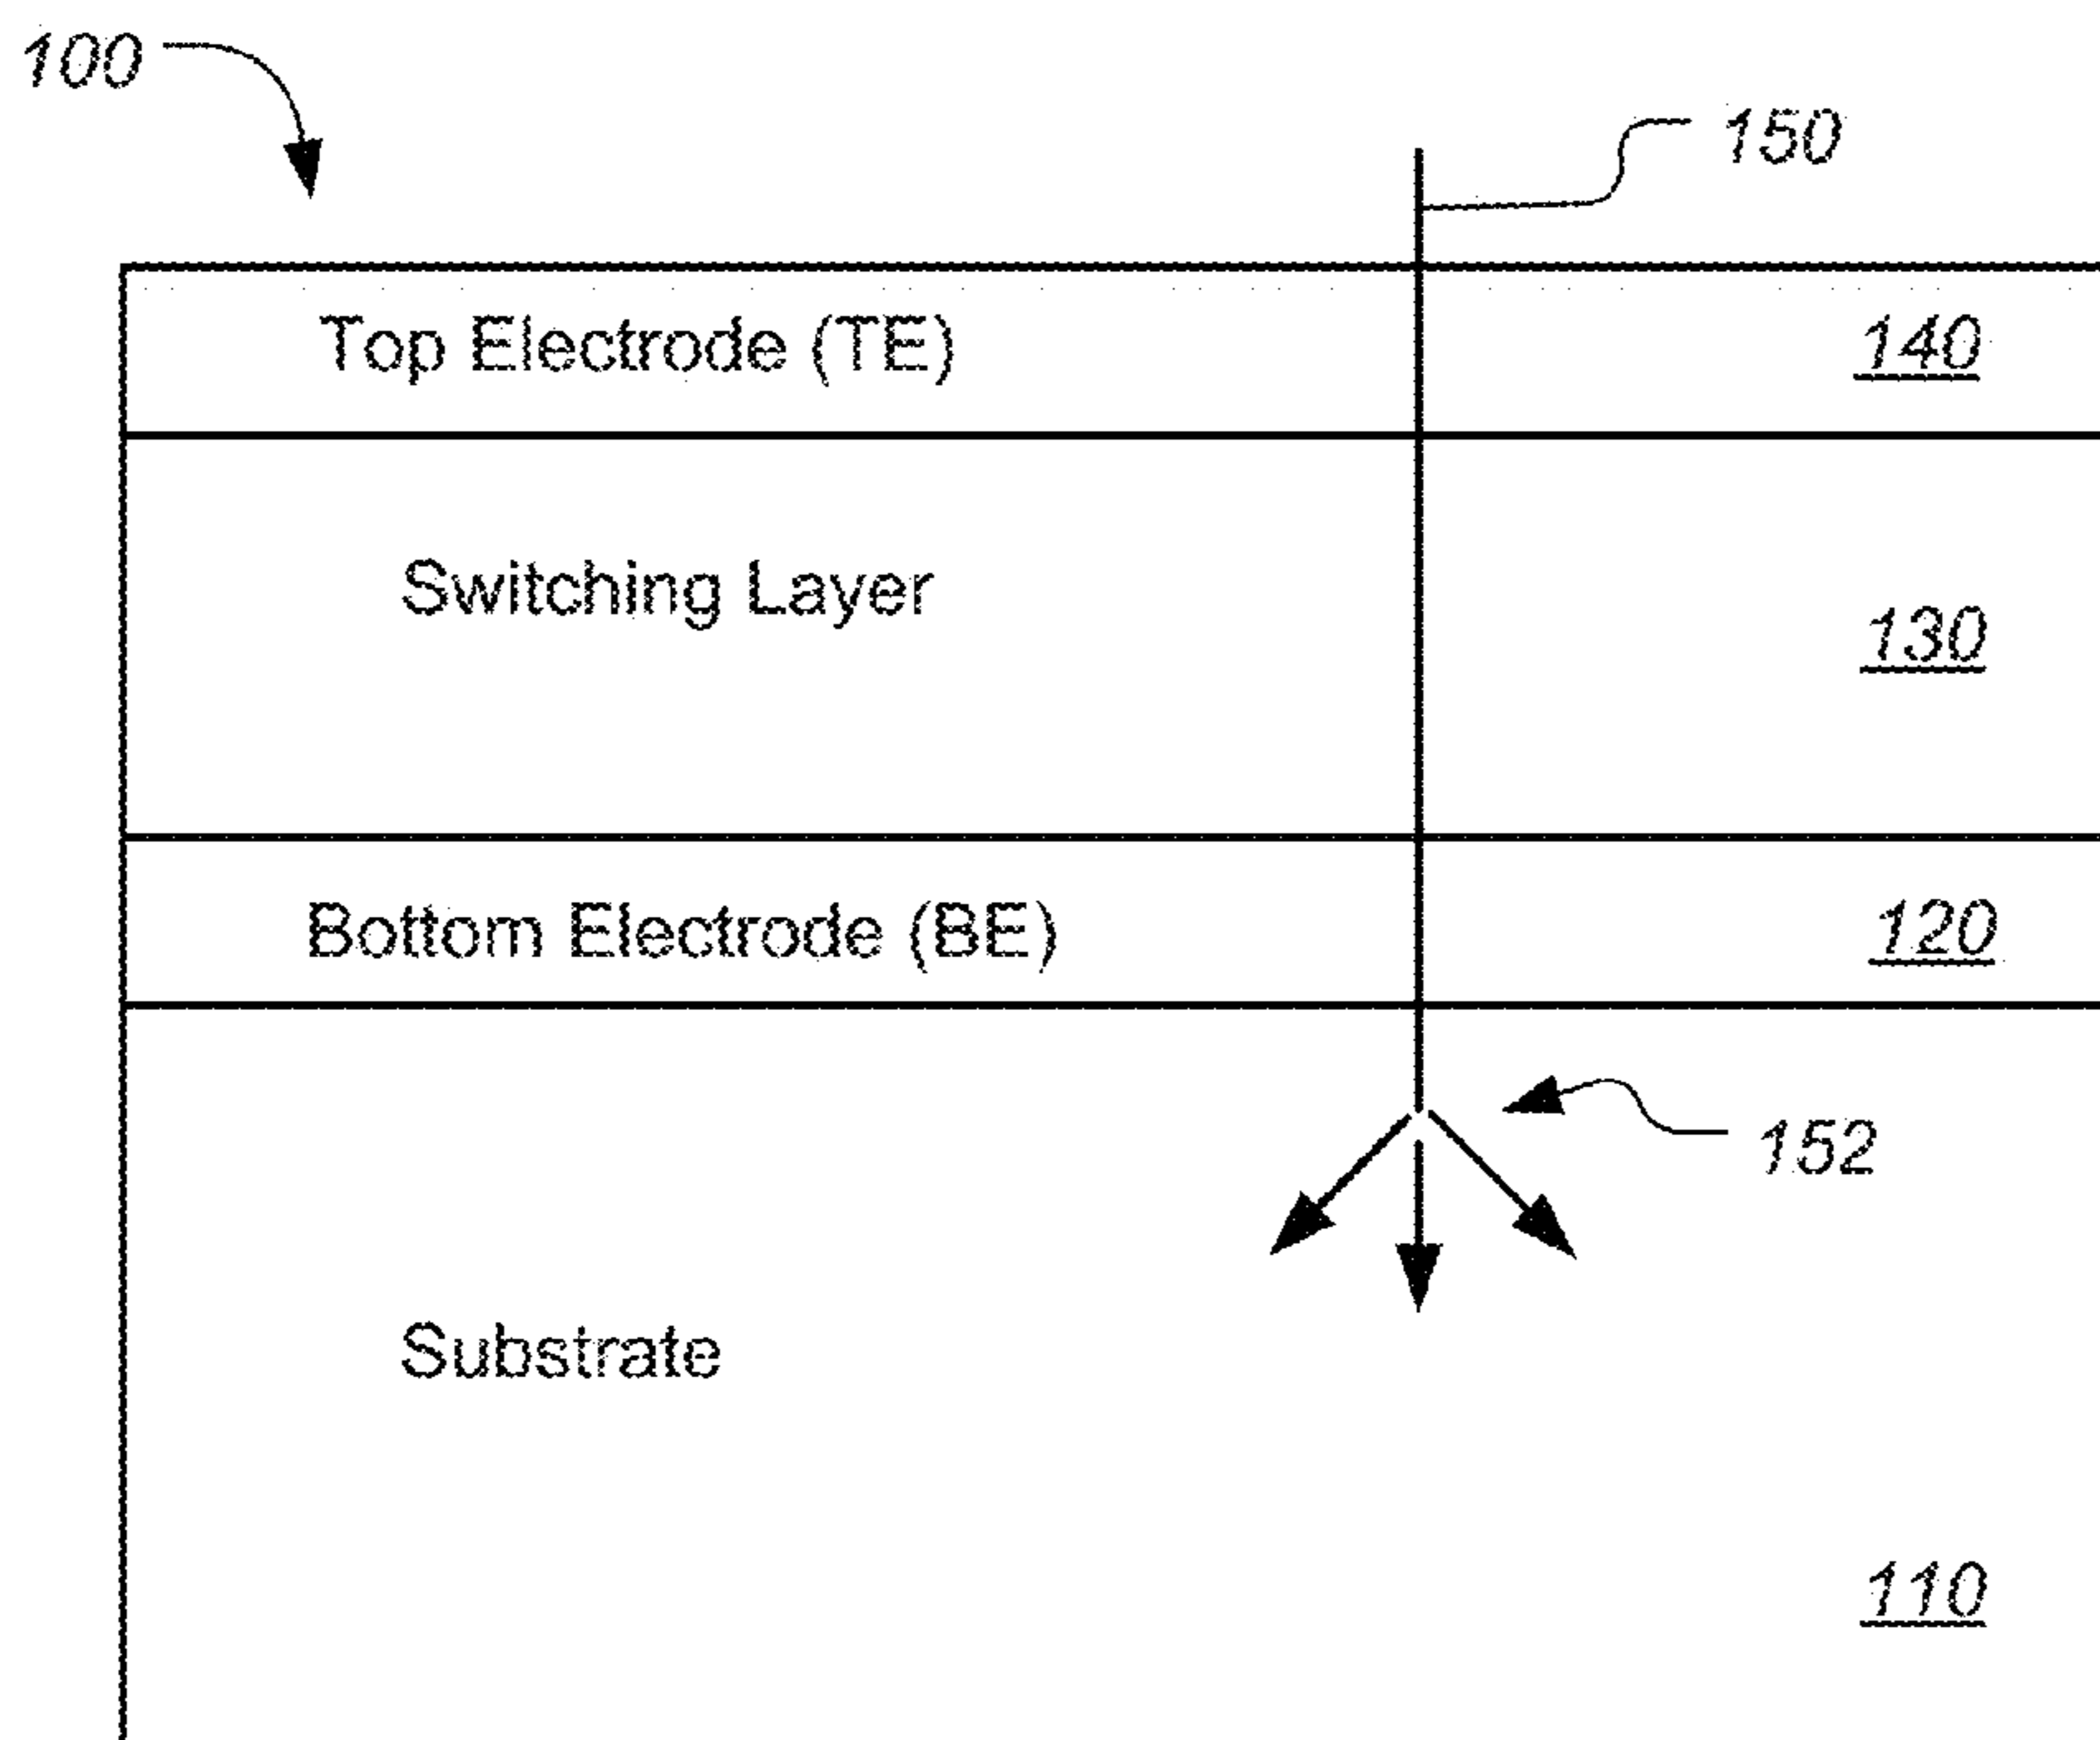 100
150
Top Electrode (TE) 140
Switching Layer
130
Bottom Electrode (BE) 120
152
Substrate
110